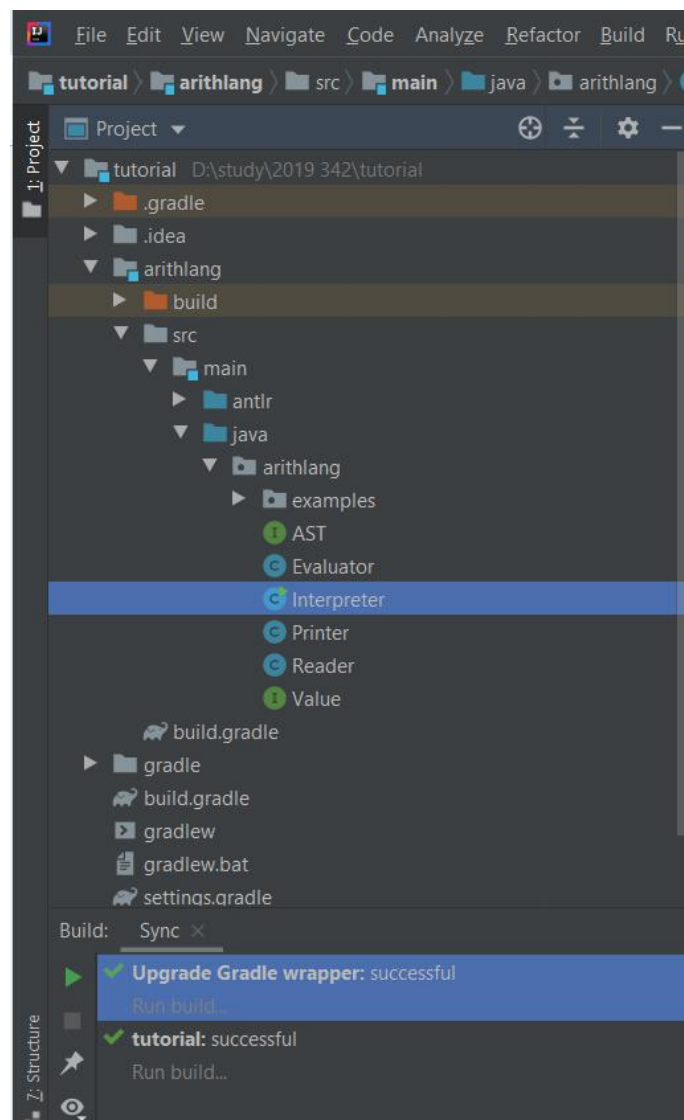 File Edit View Navigate Code Analyze Refactor Build Ru
tutorial arithlang src main java arithlang
1: Project
Project
tutorial D:\study\2019 342\tutorial
.gradle
.idea
arithlang
build
src
main
antlr
java
arithlang
examples
AST
Evaluator
Interpreter
Printer
Reader
Value
build.gradle
gradle
build.gradle
gradlew
gradlew.bat
settings.gradle
Build: Sync
Upgrade Gradle wrapper: successful
Run build...
tutorial: successful
Run build...
7: Structure